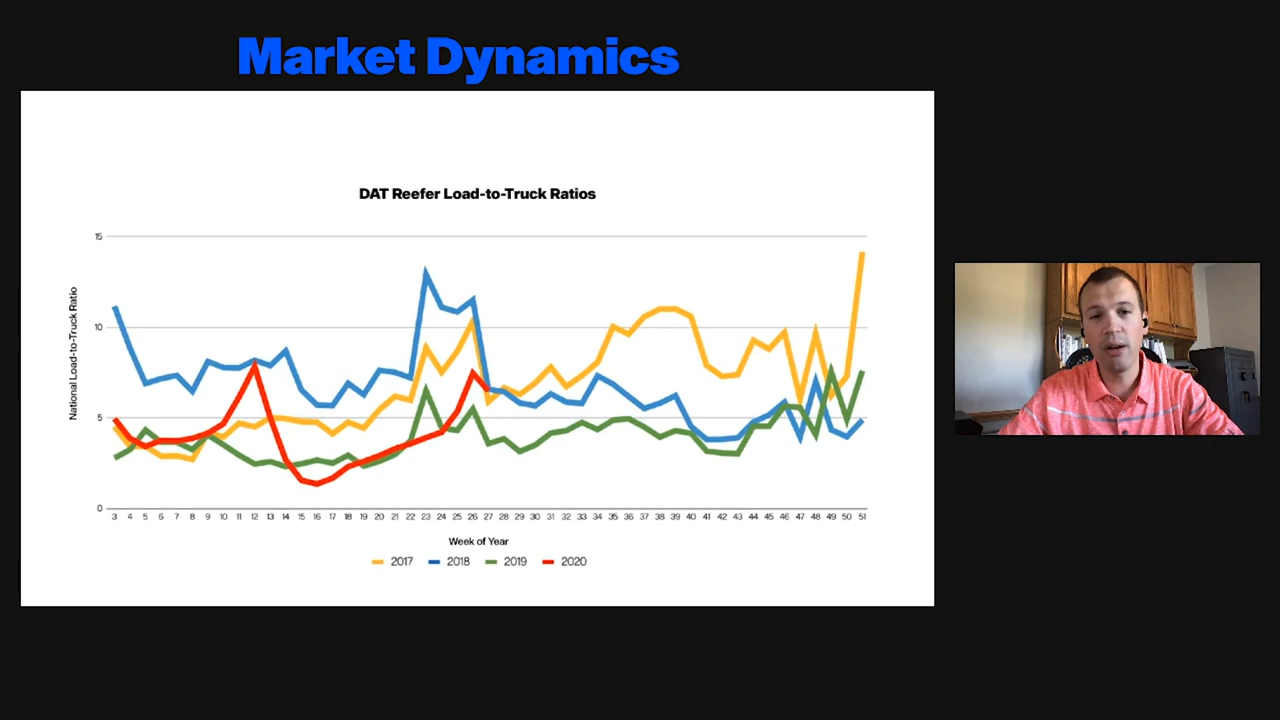 Market Dynamics
DAT Reefer Load-to-Truck Ratios
National Load-to-Truck Ratio
15
10
5
0
3 4 5 6 7 8 9 10 11 12 13 14 15 16 17 18 19 20 21 22 23 24 25 26 27 28 29 30 31 32 33 34 35 36 37 38 39 40 41 42 43 44 45 46 47 48 49 50 51
Week of Year
2017 2018 2019 2020